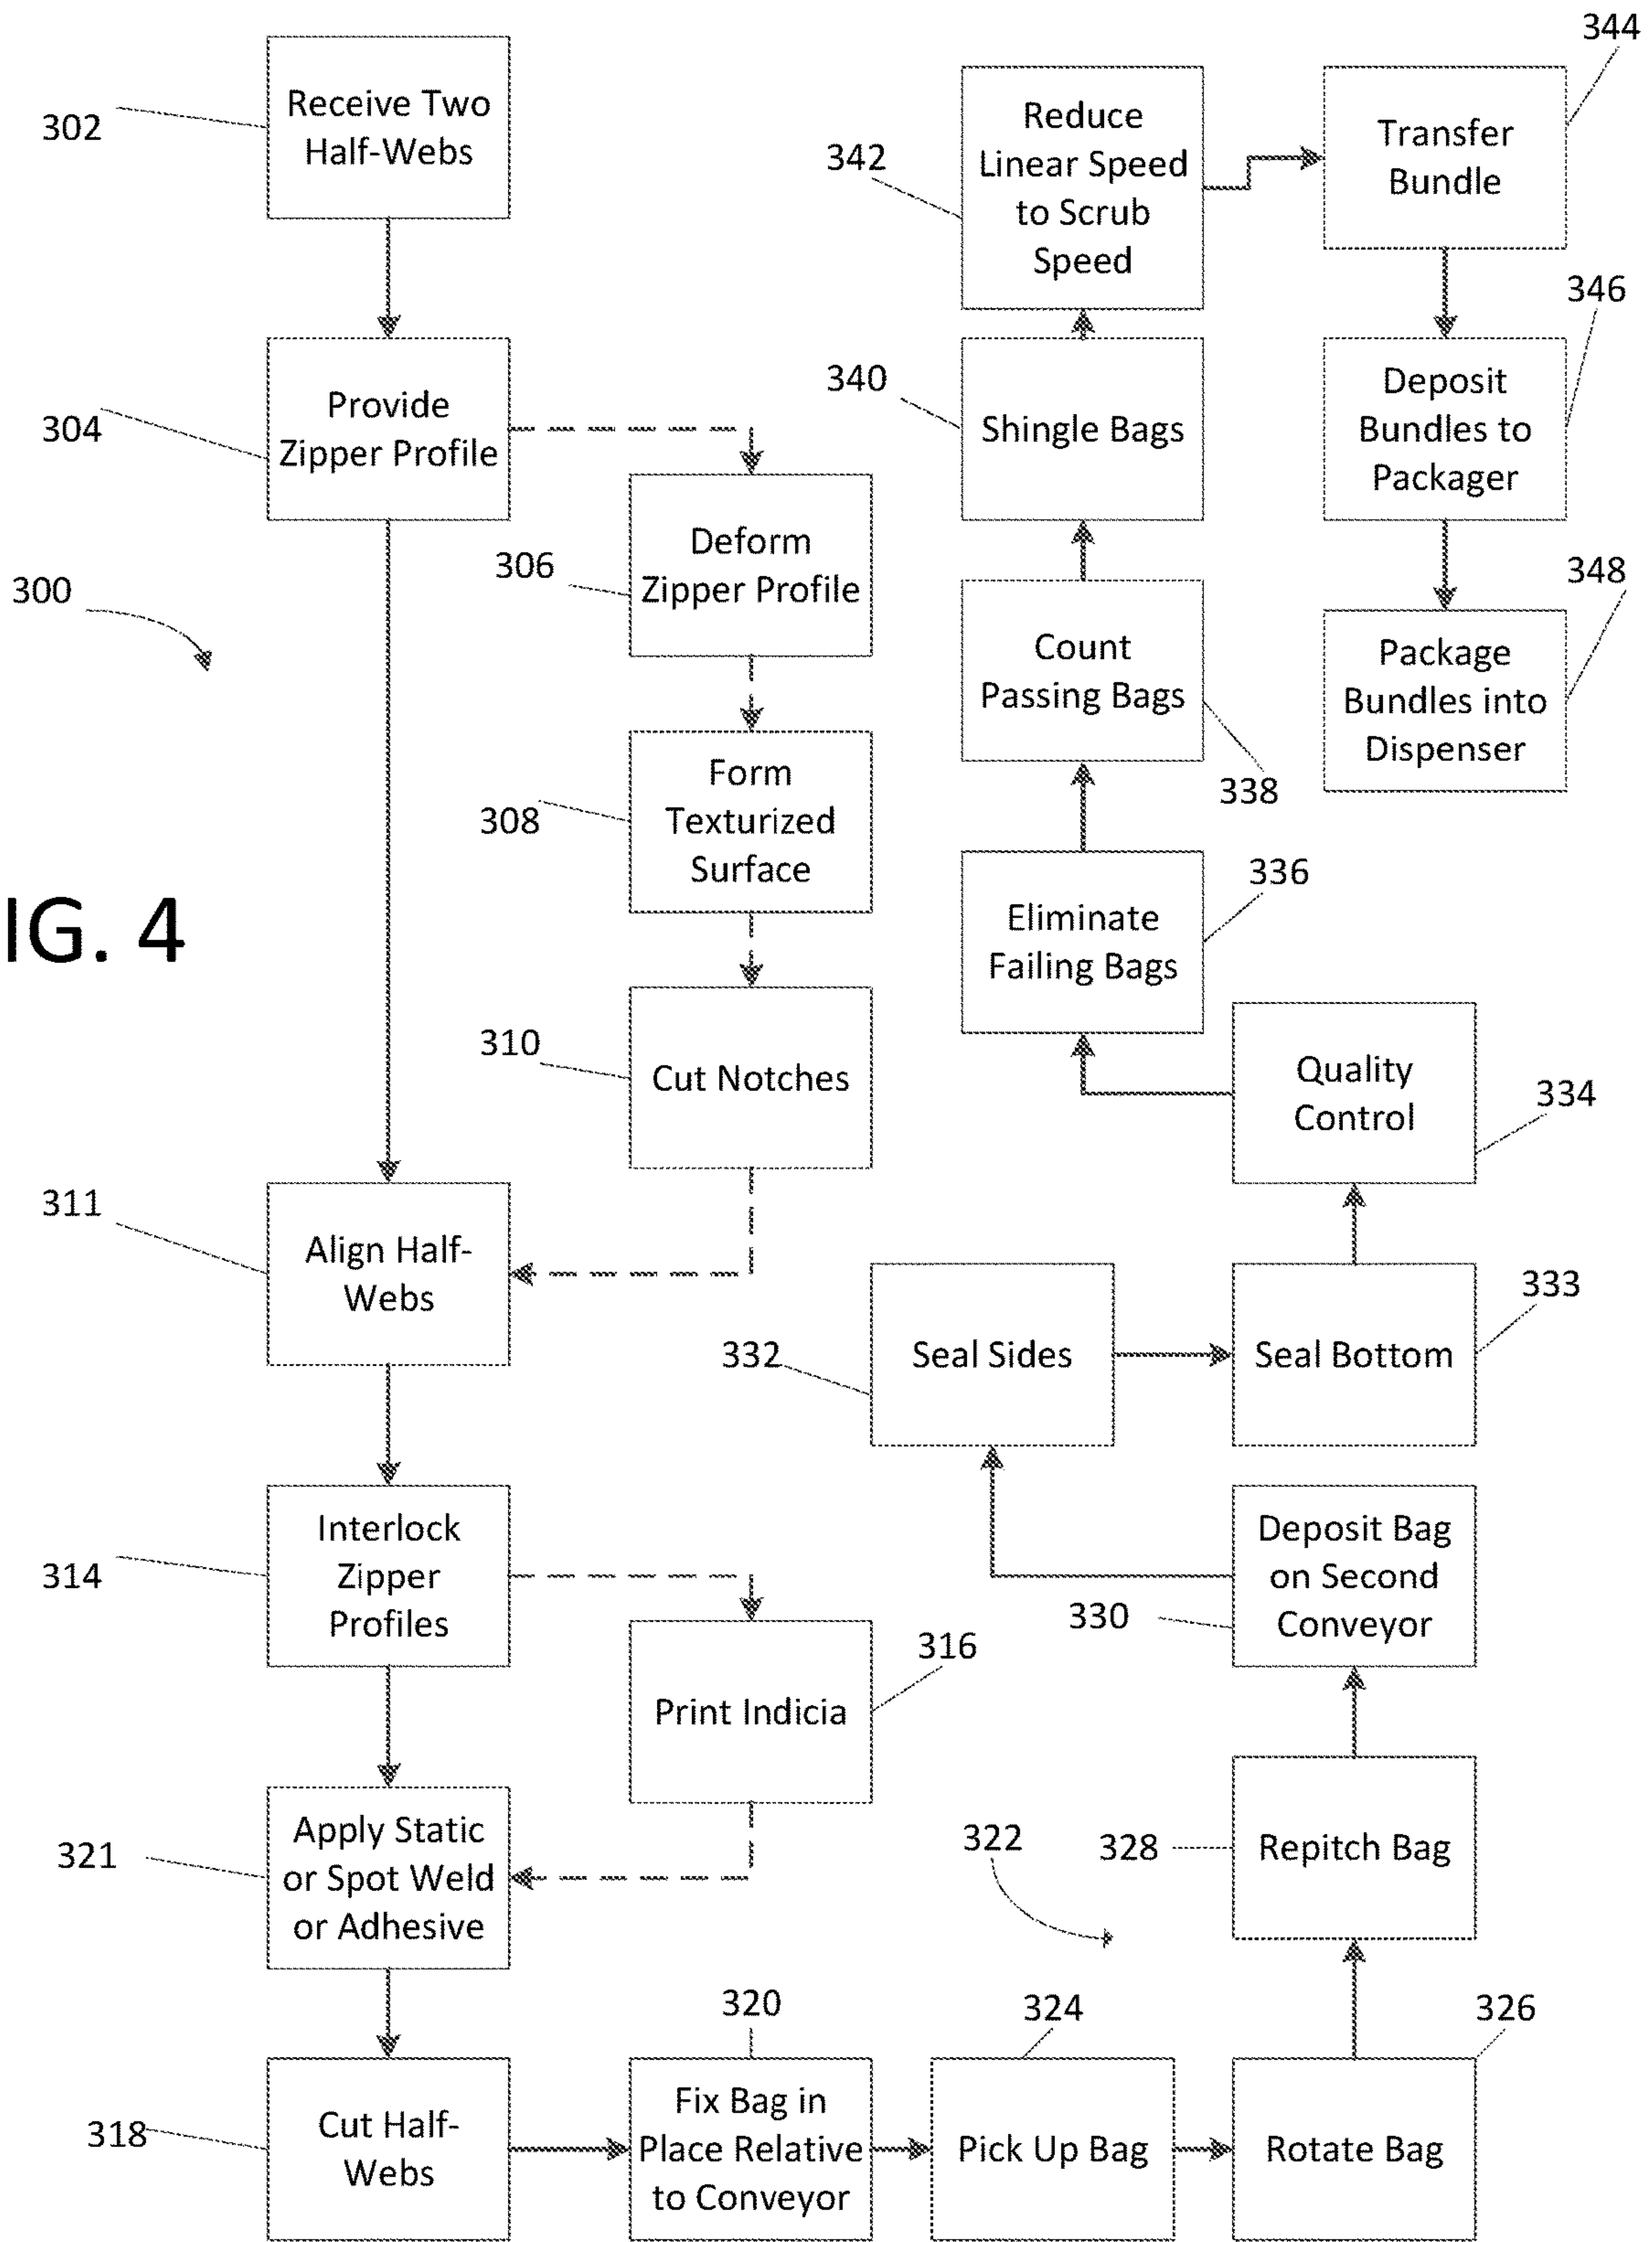 302
Receive Two
Half-Webs
304
Provide
Zipper Profile
300
306
Deform
Zipper Profile
308
Form
Texturized
Surface
IG. 4
310
Cut Notches
311
Align Half-
Webs
314
Interlock
Zipper
Profiles
316
Print Indicia
321
Apply Static
or Spot Weld
or Adhesive
318
Cut Half-
Webs
320
Fix Bag in
Place Relative
to Conveyor
324
Pick Up Bag
326
Rotate Bag
322
328
Repitch Bag
330
Deposit Bag
on Second
Conveyor
332
Seal Sides
333
Seal Bottom
334
Quality
Control
336
Eliminate
Failing Bags
338
Count
Passing Bags
340
Shingle Bags
342
Reduce
Linear Speed
to Scrub
Speed
344
Transfer
Bundle
346
Deposit
Bundles to
Packager
348
Package
Bundles into
Dispenser